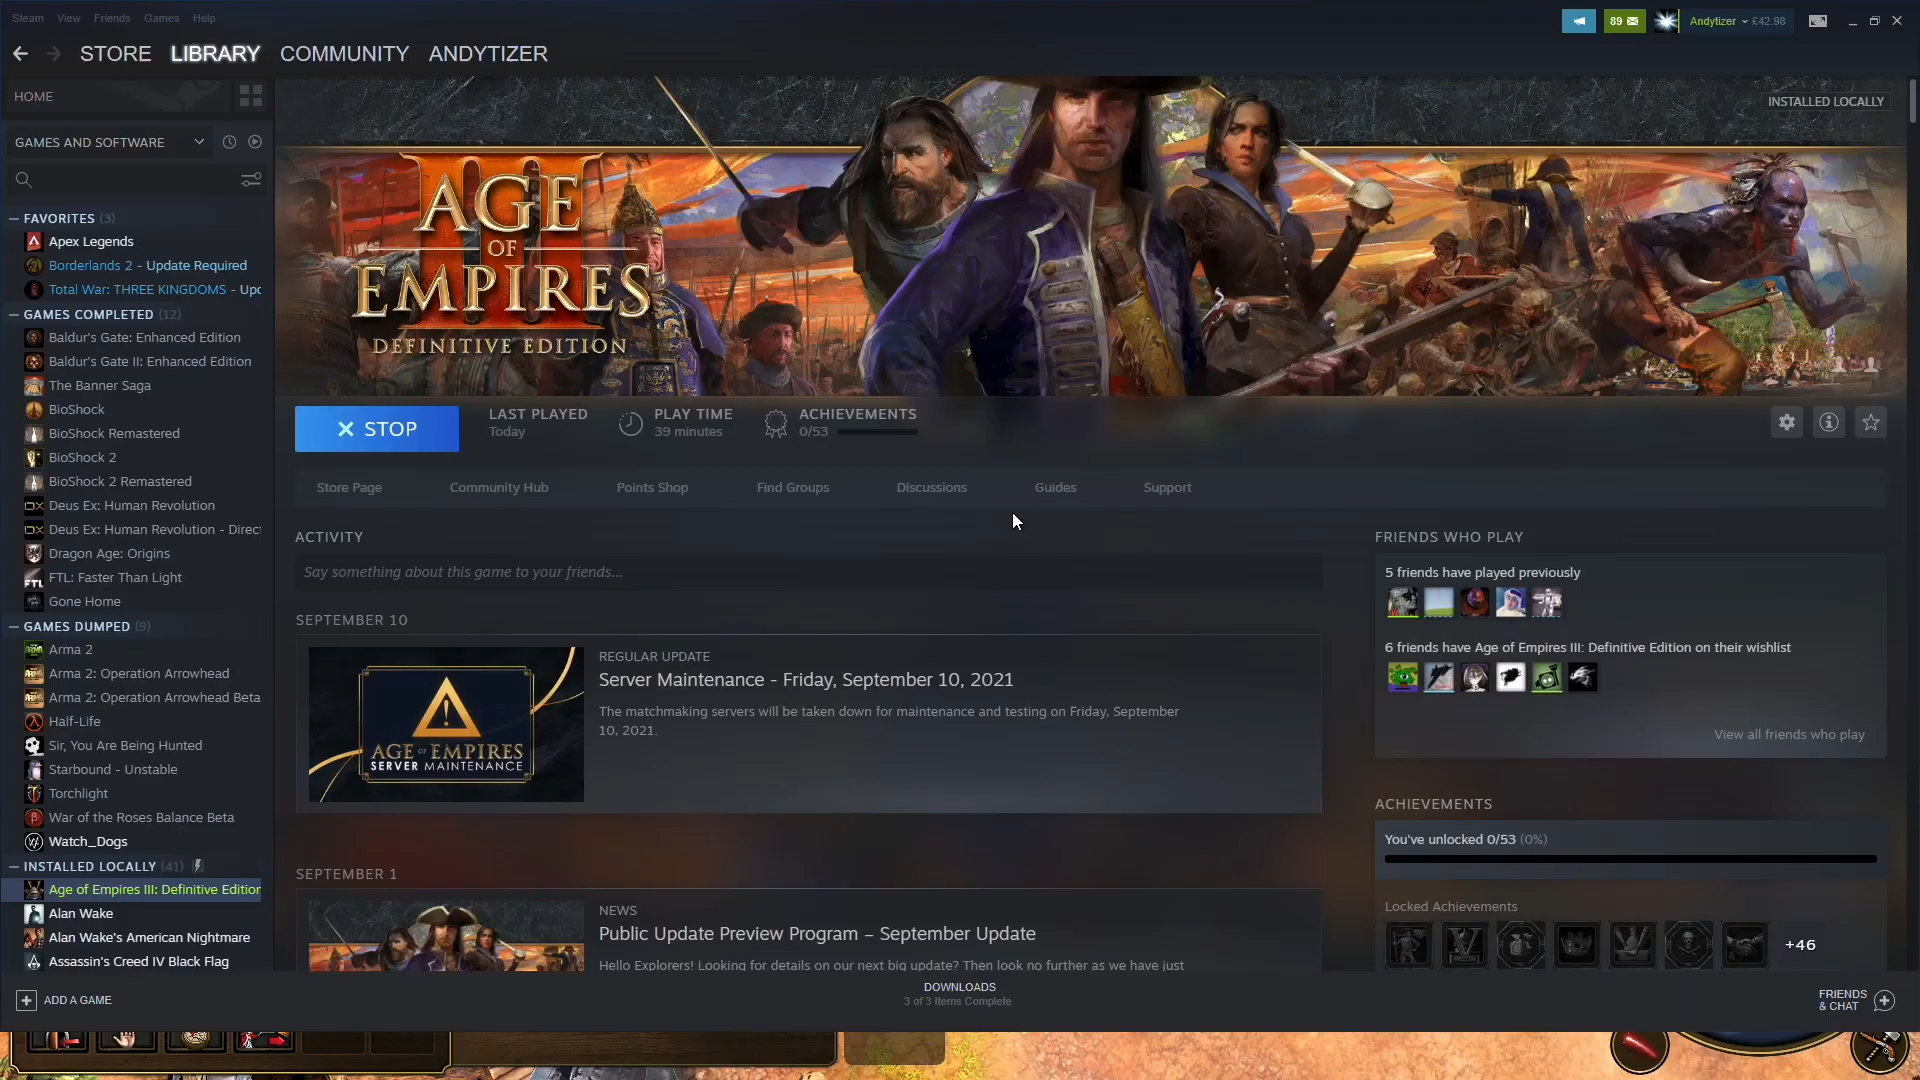 Steam View Friends Games Help
89
Andytizer £42.98
STORE LIBRARY COMMUNITY ANDYTIZER
HOME
INSTALLED LOCALLY
GAMES AND SOFTWARE
AGE
OF
EMPIRES
III
DEFINITIVE EDITION
— FAVORITES (3)
Apex Legends
Borderlands 2 - Update Required
Total War: THREE KINGDOMS - Upd
— GAMES COMPLETED (12)
Baldur's Gate: Enhanced Edition
Baldur's Gate II: Enhanced Edition
The Banner Saga
BioShock
BioShock Remastered
BioShock 2
BioShock 2 Remastered
Deus Ex: Human Revolution
Deus Ex: Human Revolution - Direct
Dragon Age: Origins
FTL: Faster Than Light
Gone Home
— GAMES DUMPED (9)
Arma 2
Arma 2: Operation Arrowhead
Arma 2: Operation Arrowhead Beta
Half-Life
Sir, You Are Being Hunted
Starbound - Unstable
Torchlight
War of the Roses Balance Beta
Watch_Dogs
— INSTALLED LOCALLY (41)
Age of Empires III: Definitive Edition
Alan Wake
Alan Wake's American Nightmare
Assassin's Creed IV Black Flag
STOP
LAST PLAYED
Today
PLAY TIME
39 minutes
ACHIEVEMENTS
0/53
Store Page Community Hub Points Shop Find Groups Discussions Guides Support
ACTIVITY
Say something about this game to your friends...
SEPTEMBER 10
AGE OF EMPIRES
SERVER MAINTENANCE
REGULAR UPDATE
Server Maintenance - Friday, September 10, 2021
The matchmaking servers will be taken down for maintenance and testing on Friday, September
10, 2021.
SEPTEMBER 1
NEWS
Public Update Preview Program – September Update
Hello Explorers! Looking for details on our next big update? Then look no further as we have just
FRIENDS WHO PLAY
5 friends have played previously
6 friends have Age of Empires III: Definitive Edition on their wishlist
View all friends who play
ACHIEVEMENTS
You've unlocked 0/53 (0%)
Locked Achievements
+46
ADD A GAME
DOWNLOADS
3 of 3 Items Complete
FRIENDS
& CHAT